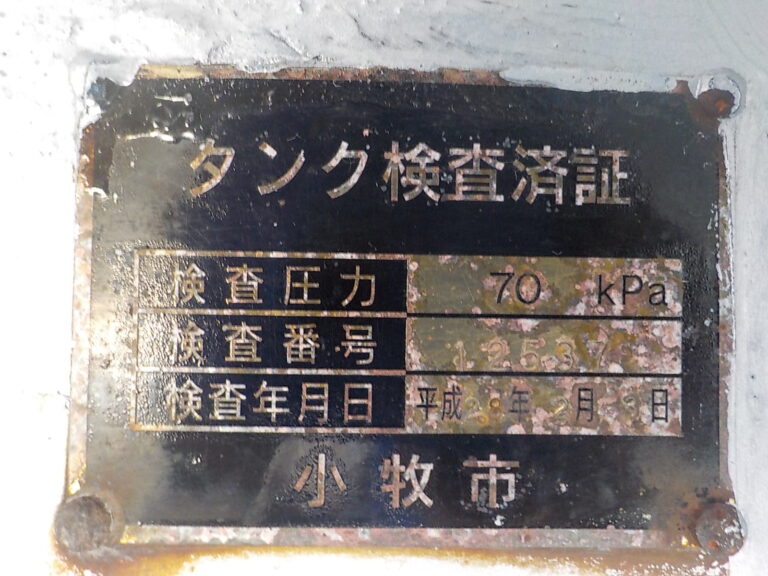 タンク検査済証
検査圧力 70 kPa
検査番号 12537
検査年月日 平成 年 月 日
小牧市